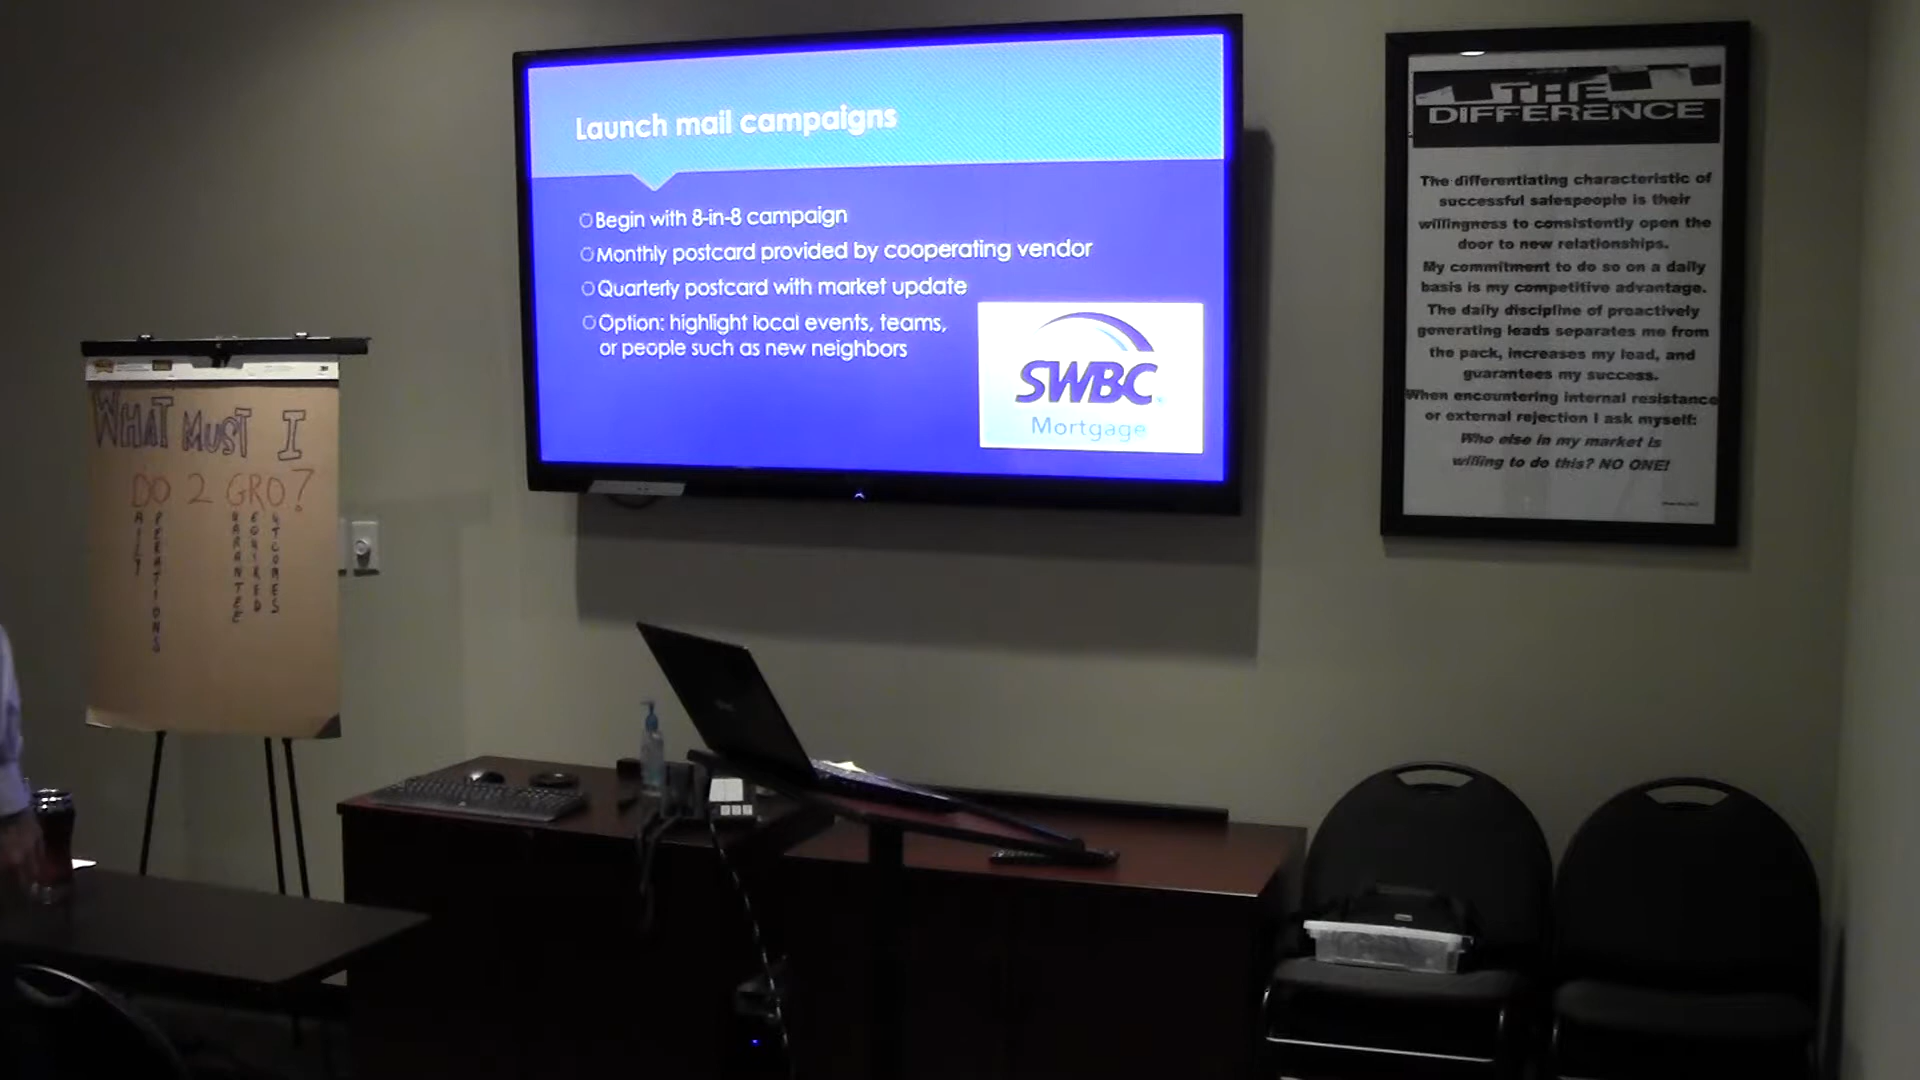 Launch mail campaigns
Begin with 8-in-8 campaign
Monthly postcard provided by cooperating vendor
Quarterly postcard with market update
Option: highlight local events, teams,
or people such as new neighbors
SWBC
Mortgage
THE
DIFFERENCE
The differentiating characteristic of
successful salespeople is their
willingness to consistently open the
door to new relationships.
My commitment to do so on a daily
basis is my competitive advantage.
The daily discipline of proactively
generating leads separates me from
the pack, increases my lead, and
guarantees my success.
When encountering internal resistance
or external rejection I ask myself:
Who else in my market is
willing to do this? NO ONE!
WHAT MUST I
DO 2 GRO?
AILY
PERATIONS
UARANTEE
EQUIRED
UTCOMES